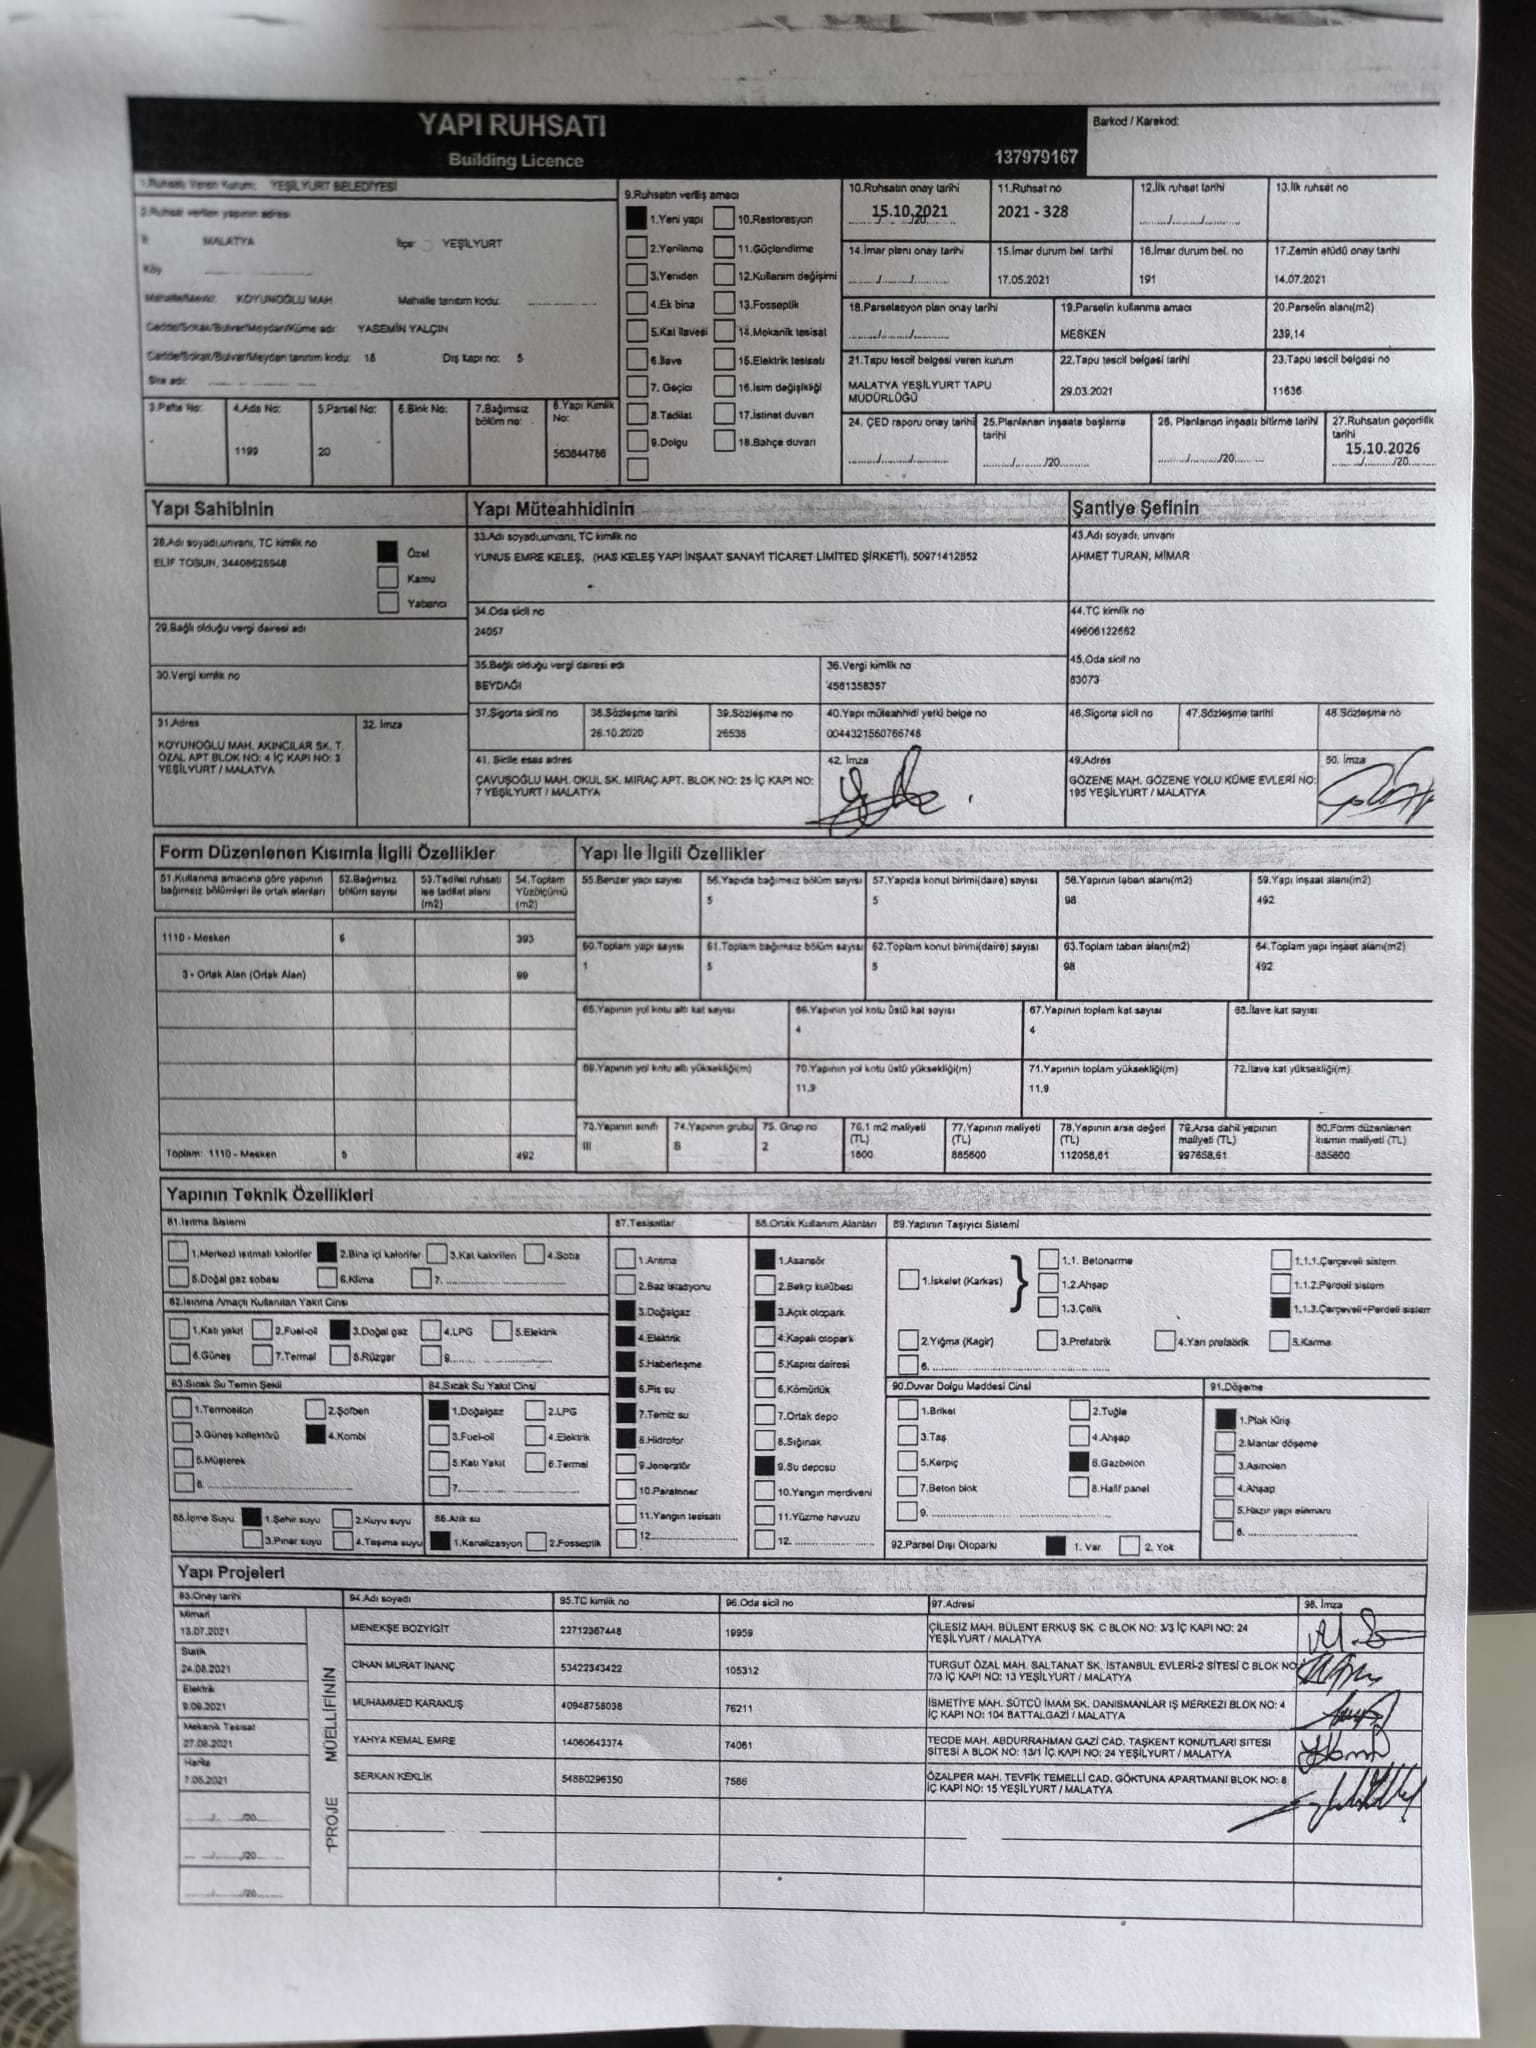 YAPI RUHSATI
Building Licence
137979167
Barkod / Karekod:
1.Ruhsatı Veren Kurum: YEŞİLYURT BELEDİYESİ
2.Ruhsat verilen yapının adresi
İl MALATYA İlçe YEŞİLYURT
Köy
Mahalle/Mevki: KOYUNOĞLU MAH. Mahalle tanıtım kodu:
Cadde/Sokak/Bulvar/Meydan/Küme adı: YASEMİN YALÇIN
Cadde/Sokak/Bulvar/Meydan tanıtım kodu: 18 Dış kapı no: 5
Site adı:
3.Pafta No: 4.Ada No: 5.Parsel No: 6.Blok No: 7.Bağımsız bölüm no: 8.Yapı Kimlik No:
1199 20 563844786
9.Ruhsatın veriliş amacı
1.Yeni yapı 10.Restorasyon
2.Yenileme 11.Güçlendirme
3.Yeniden 12.Kullanım değişimi
4.Ek bina 13.Fosseptik
5.Kat ilavesi 14.Mekanik tesisat
6.İlave 15.Elektrik tesisatı
7. Geçici 16.İsim değişikliği
8.Tadilat 17.İstinat duvarı
9.Dolgu 18.Bahçe duvarı
10.Ruhsatın onay tarihi 11.Ruhsat no 12.İlk ruhsat tarihi 13.İlk ruhsat no
15.10.2021 2021 - 328
14.İmar planı onay tarihi 15.İmar durum bel. tarihi 16.İmar durum bel. no 17.Zemin etüdü onay tarihi
17.05.2021 191 14.07.2021
18.Parselasyon plan onay tarihi 19.Parselin kullanma amacı 20.Parselin alanı(m2)
MESKEN 239,14
21.Tapu tescil belgesi veren kurum 22.Tapu tescil belgesi tarihi 23.Tapu tescil belgesi no
MALATYA YEŞİLYURT TAPU MÜDÜRLÜĞÜ 29.03.2021 11636
24. ÇED raporu onay tarihi 25.Planlanan inşaata başlama tarihi 26. Planlanan inşaatı bitirme tarihi 27.Ruhsatın geçerlilik tarihi
15.10.2026
Yapı Sahibinin
28.Adı soyadı,unvanı, TC kimlik no
ELİF TOSUN, 34408628948
Özel
Kamu
Yabancı
29.Bağlı olduğu vergi dairesi adı
30.Vergi kimlik no
31.Adres 32. İmza
KOYUNOĞLU MAH. AKINCILAR SK. T.
ÖZAL APT BLOK NO: 4 İÇ KAPI NO: 3
YEŞİLYURT / MALATYA
Yapı Müteahhidinin
33.Adı soyadı,unvanı, TC kimlik no
YUNUS EMRE KELEŞ, (HAS KELEŞ YAPI İNŞAAT SANAYİ TİCARET LİMİTED ŞİRKETİ), 50971412852
34.Oda sicil no
24057
35.Bağlı olduğu vergi dairesi adı 36.Vergi kimlik no
BEYDAĞI 4581358357
37.Sigorta sicil no 38.Sözleşme tarihi 39.Sözleşme no 40.Yapı müteahhidi yetki belge no
26.10.2020 26538 0044321560766748
41. Sicile esas adres 42. İmza
ÇAVUŞOĞLU MAH. OKUL SK. MİRAÇ APT. BLOK NO: 25 İÇ KAPI NO:
7 YEŞİLYURT / MALATYA
Şantiye Şefinin
43.Adı soyadı, unvanı
AHMET TURAN, MİMAR
44.TC kimlik no
49606122662
45.Oda sicil no
63073
46.Sigorta sicil no 47.Sözleşme tarihi 48.Sözleşme no
49.Adres 50. İmza
GÖZENE MAH. GÖZENE YOLU KÜME EVLERİ NO:
195 YEŞİLYURT / MALATYA
Form Düzenlenen Kısımla İlgili Özellikler
51.Kullanma amacına göre yapının bağımsız bölümleri ile ortak alanları 52.Bağımsız bölüm sayısı 53.Tadilat ruhsatı ise tadilat alanı (m2) 54.Toplam Yüzölçümü (m2)
1110 - Mesken 5 393
3 - Ortak Alan (Ortak Alan) 99
Toplam: 1110 - Mesken 5 492
Yapı İle İlgili Özellikler
55.Benzer yapı sayısı 56.Yapıda bağımsız bölüm sayısı 57.Yapıda konut birimi(daire) sayısı 58.Yapının taban alanı(m2) 59.Yapı inşaat alanı(m2)
5 5 98 492
60.Toplam yapı sayısı 61.Toplam bağımsız bölüm sayısı 62.Toplam konut birimi(daire) sayısı 63.Toplam taban alanı(m2) 64.Toplam yapı inşaat alanı(m2)
1 5 5 98 492
65.Yapının yol kotu altı kat sayısı 66.Yapının yol kotu üstü kat sayısı 67.Yapının toplam kat sayısı 68.İlave kat sayısı
4 4
69.Yapının yol kotu altı yüksekliği(m) 70.Yapının yol kotu üstü yüksekliği(m) 71.Yapının toplam yüksekliği(m) 72.İlave kat yüksekliği(m)
11,9 11,9
73.Yapının sınıfı 74.Yapının grubu 75. Grup no 76.1 m2 maliyeti (TL) 77.Yapının maliyeti (TL) 78.Yapının arsa değeri (TL) 79.Arsa dahil yapının maliyeti (TL) 80.Form düzenlenen kısmın maliyeti (TL)
III B 2 1800 885600 112058,61 997658,61 885600
Yapının Teknik Özellikleri
81.Isıtma Sistemi
1.Merkezi ısıtmalı kalorifer 2.Bina içi kalorifer 3.Kat kaloriferi 4.Soba
5.Doğal gaz sobası 6.Klima 7.
82.Isınma Amaçlı Kullanılan Yakıt Cinsi
1.Katı yakıt 2.Fuel-oil 3.Doğal gaz 4.LPG 5.Elektrik
6.Güneş 7.Termal 8.Rüzgar 9.
83.Sıcak Su Temin Şekli
1.Termosifon 2.Şofben
3.Güneş kollektörü 4.Kombi
5.Müşterek
6.
84.Sıcak Su Yakıt Cinsi
1.Doğalgaz 2.LPG
3.Fuel-oil 4.Elektrik
5.Katı Yakıt 6.Termal
7.
85.İçme Suyu 1.Şehir suyu 2.Kuyu suyu
3.Pınar suyu 4.Taşıma suyu
86.Atık su
1.Kanalizasyon 2.Fosseptik
87.Tesisatlar
1.Arıtma
2.Baz istasyonu
3.Doğalgaz
4.Elektrik
5.Haberleşme
6.Pis su
7.Temiz su
8.Hidrofor
9.Jeneratör
10.Paratoner
11.Yangın tesisatı
12.
88.Ortak Kullanım Alanları
1.Asansör
2.Bekçi kulübesi
3.Açık otopark
4.Kapalı otopark
5.Kapıcı dairesi
6.Kömürlük
7.Ortak depo
8.Sığınak
9.Su deposu
10.Yangın merdiveni
11.Yüzme havuzu
12.
89.Yapının Taşıyıcı Sistemi
1.İskelet (Karkas)
1.1. Betonarme 1.1.1.Çerçeveli sistem
1.2.Ahşap 1.1.2.Perdeli sistem
1.3.Çelik 1.1.3.Çerçeveli+Perdeli sistem
2.Yığma (Kagir) 3.Prefabrik 4.Yarı prefabrik 5.Karma
6.
90.Duvar Dolgu Maddesi Cinsi
1.Briket 2.Tuğla
3.Taş 4.Ahşap
5.Kerpiç 6.Gazbeton
7.Beton blok 8.Hafif panel
9.
91.Döşeme
1.Plak Kiriş
2.Mantar döşeme
3.Asmolen
4.Ahşap
5.Hazır yapı elemanı
6.
92.Parsel Dışı Otoparkı 1. Var 2. Yok
Yapı Projeleri
93.Onay tarihi 94.Adı soyadı 95.TC kimlik no 96.Oda sicil no 97.Adresi 98. İmza
PROJE MÜELLİFİNİN
Mimari
13.07.2021 MENEKŞE BOZYİGİT 22712367448 19959 ÇİLESİZ MAH. BÜLENT ERKUŞ SK. C BLOK NO: 3/3 İÇ KAPI NO: 24
YEŞİLYURT / MALATYA
Statik
24.08.2021 CİHAN MURAT İNANÇ 53422343422 105312 TURGUT ÖZAL MAH. SALTANAT SK. İSTANBUL EVLERİ-2 SİTESİ C BLOK NO:
7/3 İÇ KAPI NO: 13 YEŞİLYURT / MALATYA
Elektrik
9.09.2021 MUHAMMED KARAKUŞ 40948758038 76211 İSMETİYE MAH. SÜTCÜ İMAM SK. DANISMANLAR İŞ MERKEZİ BLOK NO: 4
İÇ KAPI NO: 104 BATTALGAZİ / MALATYA
Mekanik Tesisat
27.08.2021 YAHYA KEMAL EMRE 14060643374 74061 TECDE MAH. ABDURRAHMAN GAZİ CAD. TAŞKENT KONUTLARI SİTESİ
SİTESİ A BLOK NO: 13/1 İÇ KAPI NO: 24 YEŞİLYURT / MALATYA
Harita
7.05.2021 SERKAN KEKLİK 54880296350 7586 ÖZALPER MAH. TEVFİK TEMELLİ CAD. GÖKTUNA APARTMANI BLOK NO: 8
İÇ KAPI NO: 15 YEŞİLYURT / MALATYA